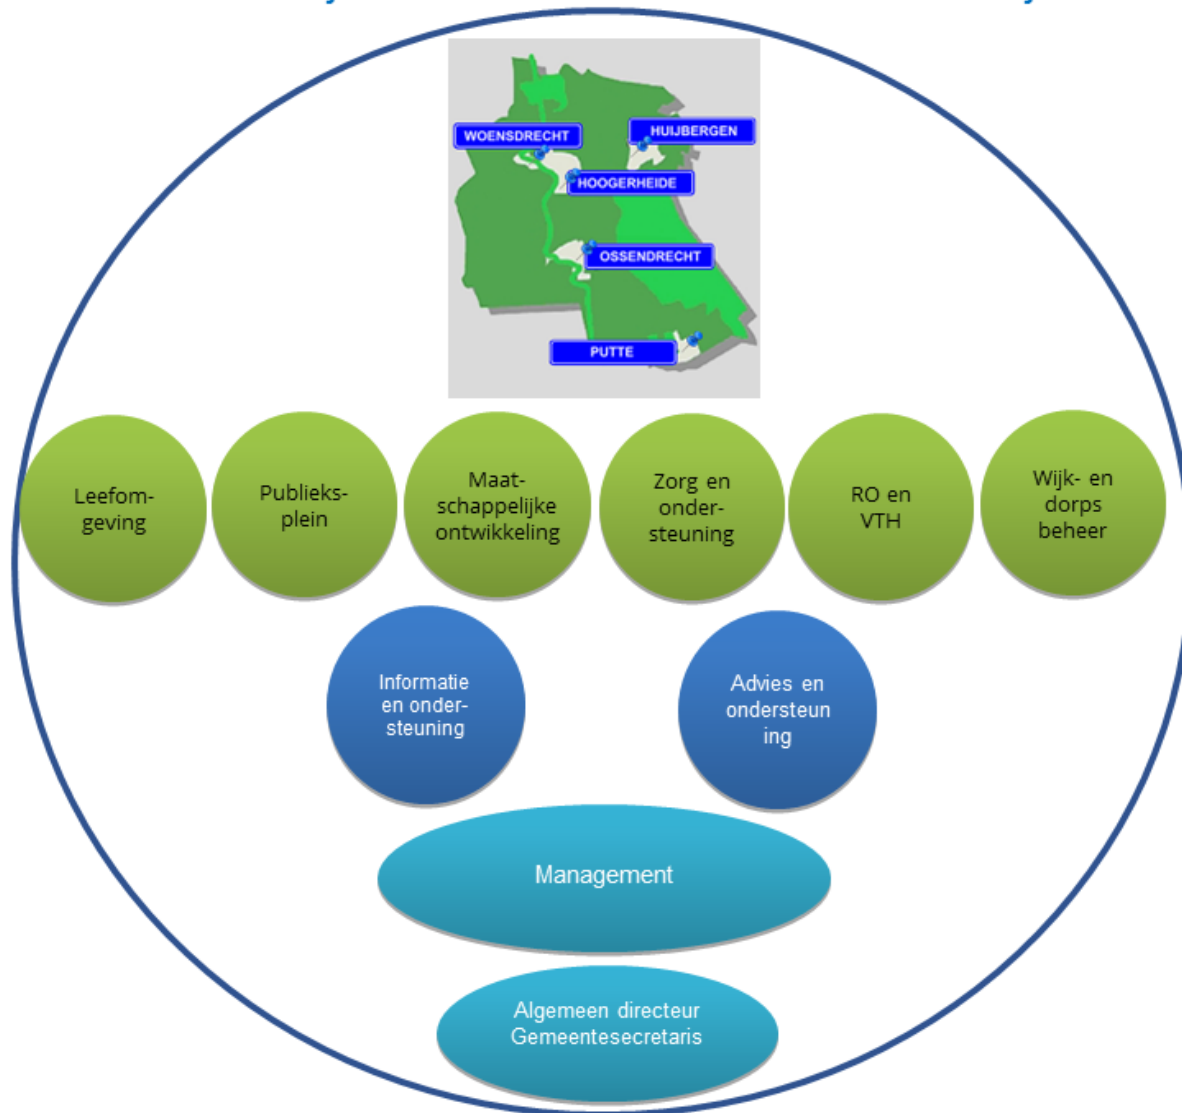 WOENSDRECHT
HUIJBERGEN
HOOGERHEIDE
OSSENDRECHT
PUTTE
Leefom-
geving
Publieks-
plein
Maat-
schappelijke
ontwikkeling
Zorg en
onder-
steuning
RO en
VTH
Wijk- en
dorps
beheer
Informatie
en onder-
steuning
Advies en
ondersteun
ing
Management
Algemeen directeur
Gemeentesecretaris